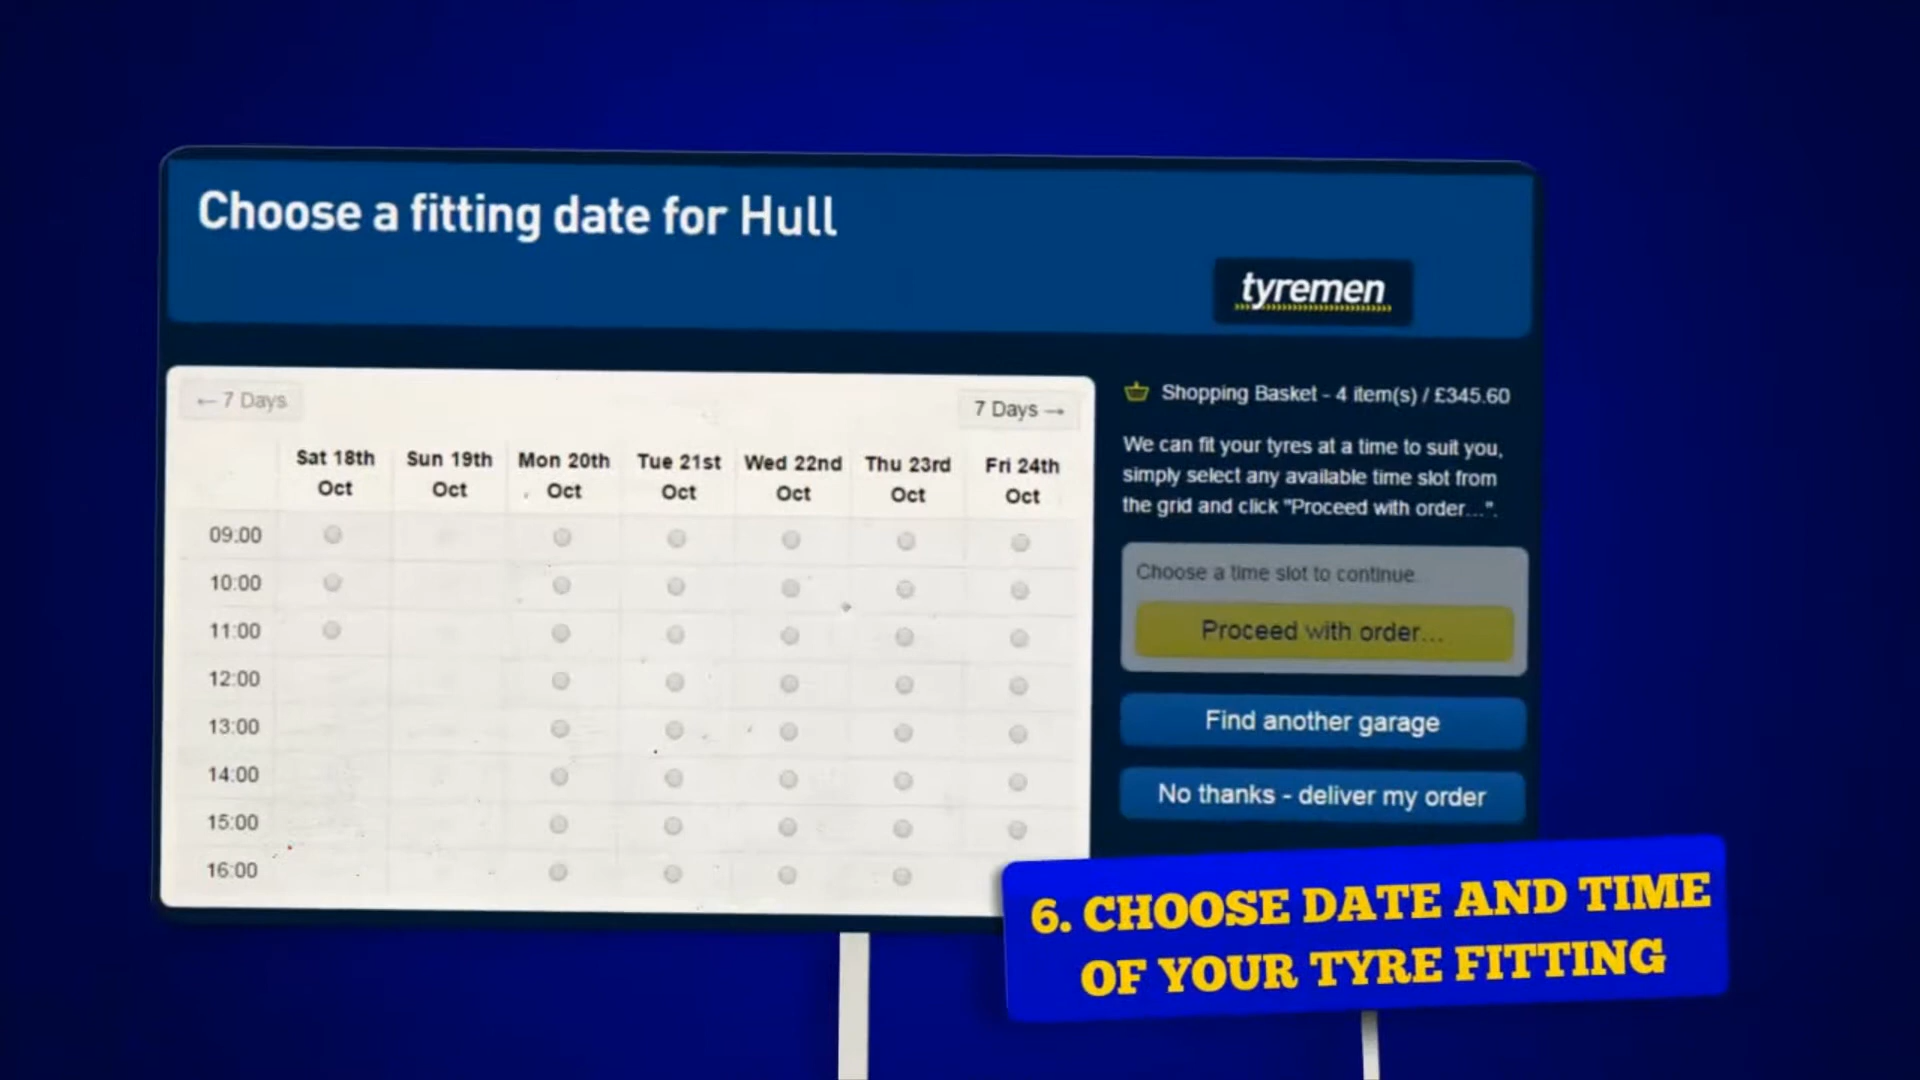 Choose a fitting date for Hull
tyremen
← 7 Days
7 Days →
Sat 18th Oct
Sun 19th Oct
Mon 20th Oct
Tue 21st Oct
Wed 22nd Oct
Thu 23rd Oct
Fri 24th Oct
09:00
10:00
11:00
12:00
13:00
14:00
15:00
16:00
Shopping Basket - 4 item(s) / £345.60
We can fit your tyres at a time to suit you,
simply select any available time slot from
the grid and click "Proceed with order...".
Choose a time slot to continue.
Proceed with order...
Find another garage
No thanks - deliver my order
6. CHOOSE DATE AND TIME
OF YOUR TYRE FITTING